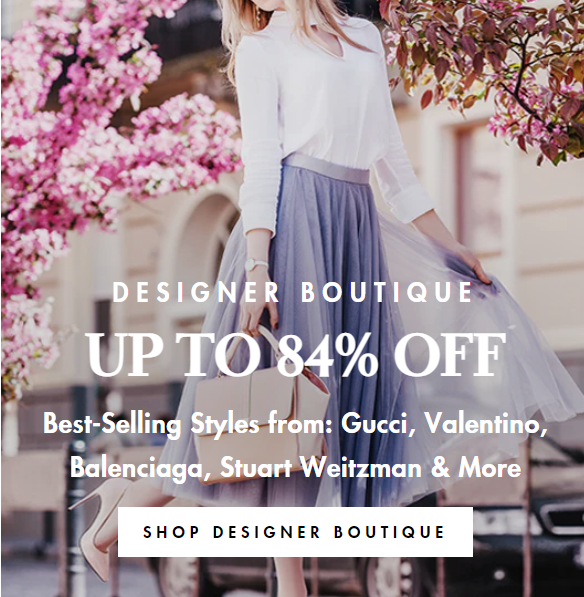 DESIGNER BOUTIQUE
UP TO 84% OFF
Best-Selling Styles from: Gucci, Valentino,
Balenciaga, Stuart Weitzman & More
SHOP DESIGNER BOUTIQUE